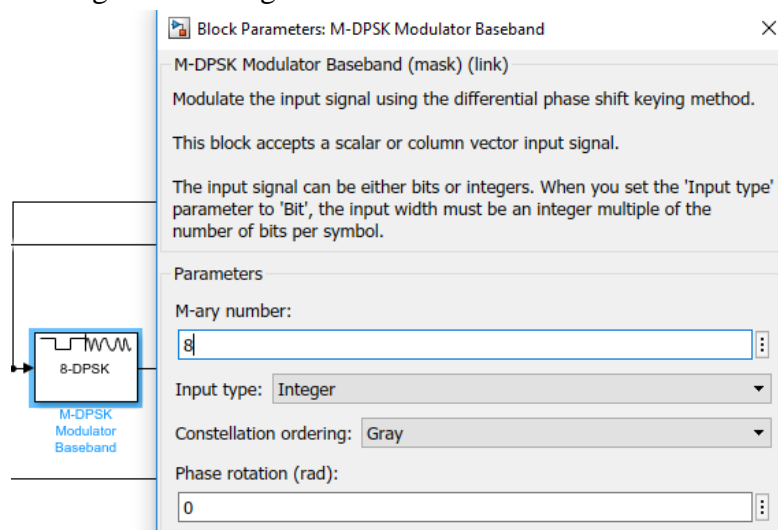 Block Parameters: M-DPSK Modulator Baseband
M-DPSK Modulator Baseband (mask) (link)
Modulate the input signal using the differential phase shift keying method.
This block accepts a scalar or column vector input signal.
The input signal can be either bits or integers. When you set the 'Input type'
parameter to 'Bit', the input width must be an integer multiple of the
number of bits per symbol.
Parameters
M-ary number:
8
Input type: Integer
Constellation ordering: Gray
Phase rotation (rad):
0
8-DPSK
M-DPSK
Modulator
Baseband